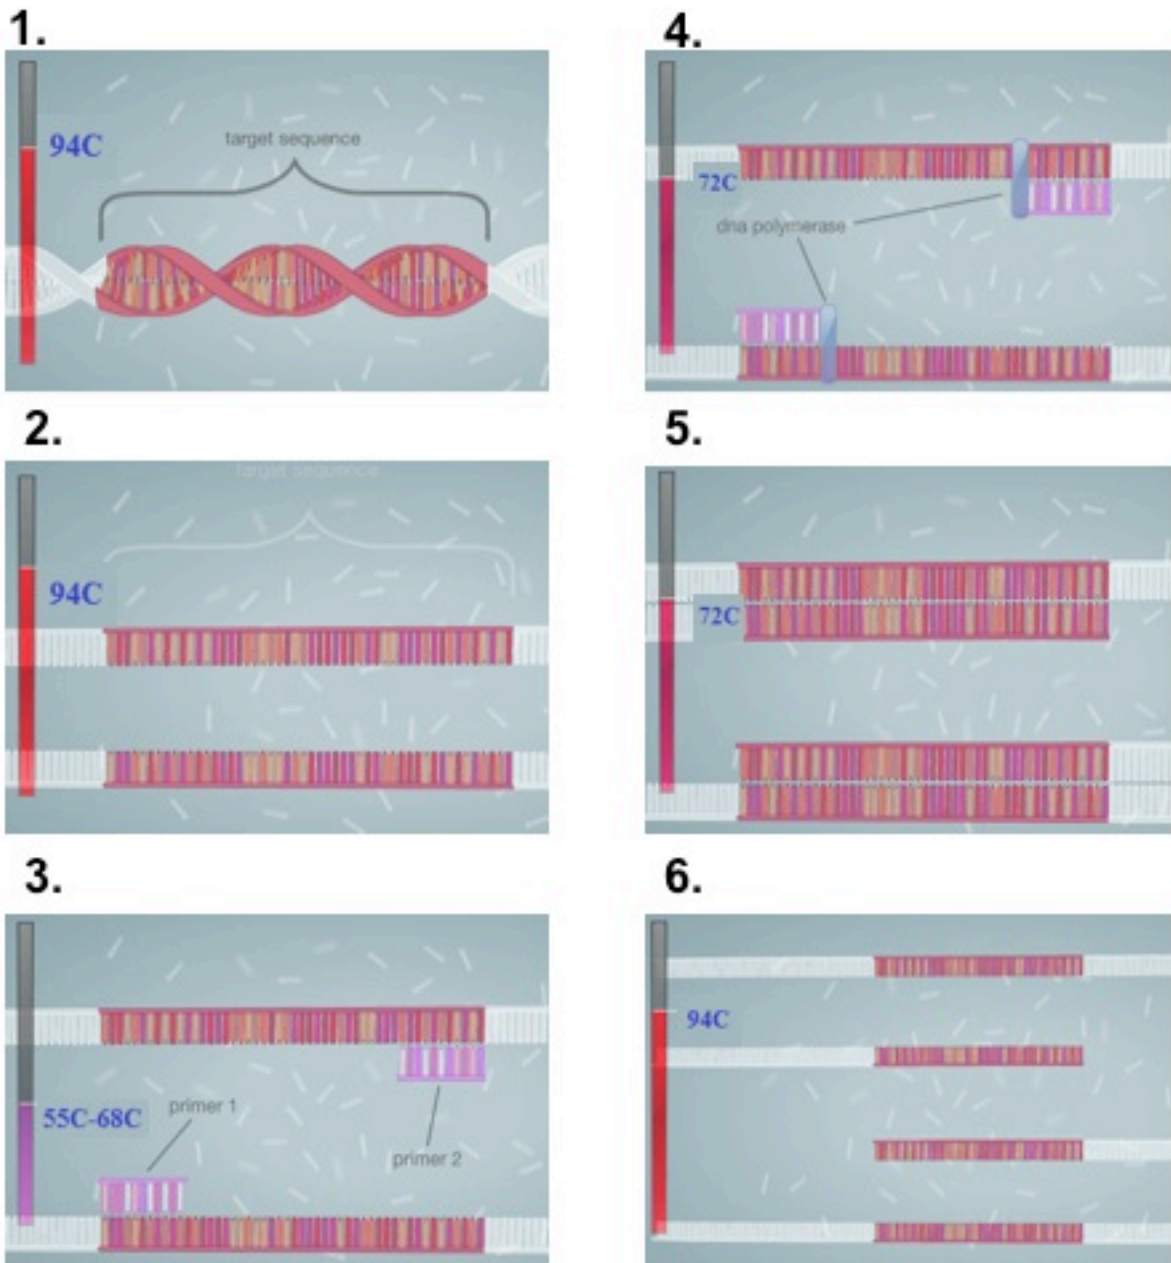 1.
94C
target sequence
2.
target sequence
94C
3.
55C-68C
primer 1
primer 2
4.
72C
dna polymerase
5.
72C
6.
94C